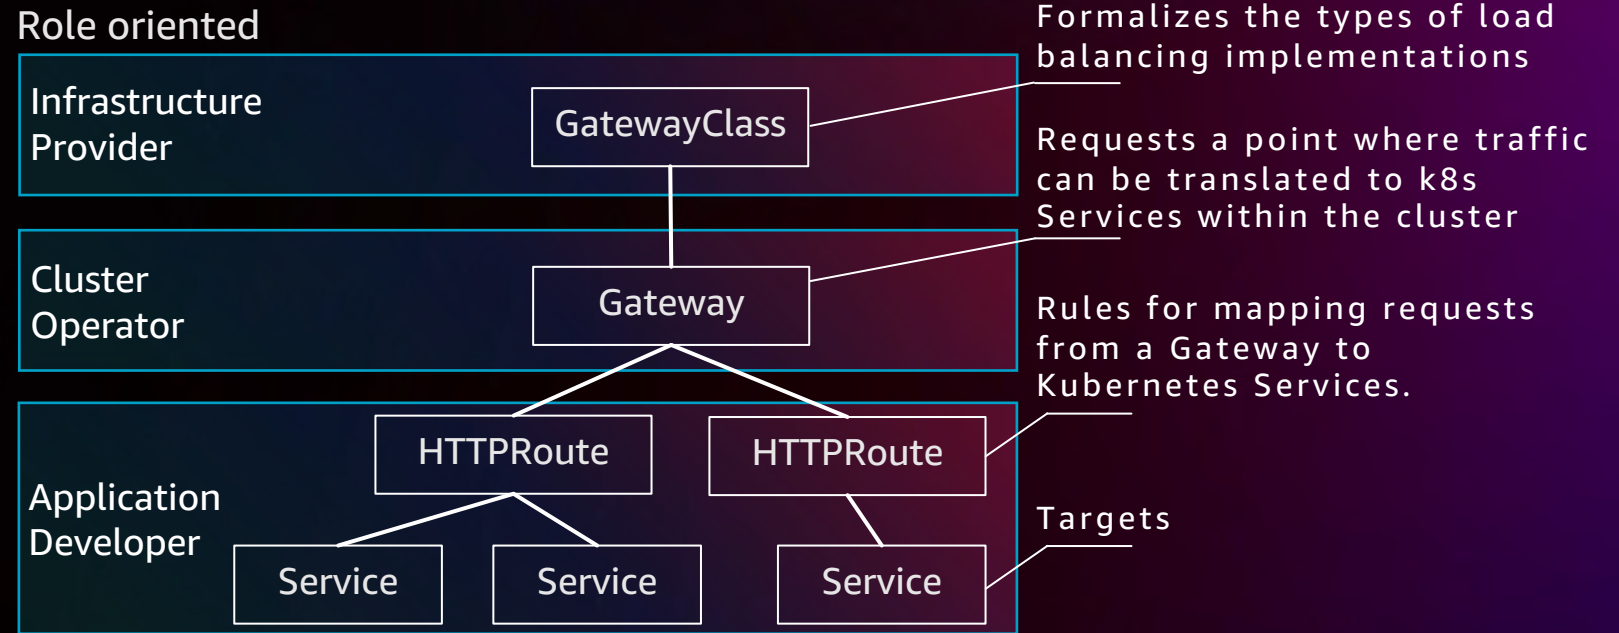 Role oriented
Infrastructure
Provider
GatewayClass
Formalizes the types of load
balancing implementations
Cluster
Operator
Gateway
Requests a point where traffic
can be translated to k8s
Services within the cluster
Application
Developer
HTTPRoute
HTTPRoute
Rules for mapping requests
from a Gateway to
Kubernetes Services.
Service
Service
Service
Targets